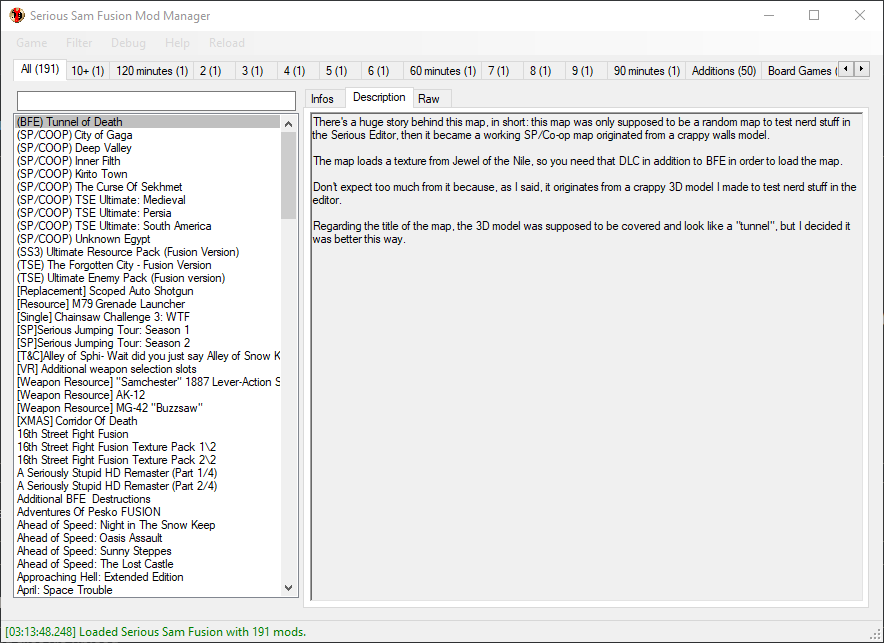 Serious Sam Fusion Mod Manager
Game Filter Debug Help Reload
All (191) 10+ (1) 120 minutes (1) 2 (1) 3 (1) 4 (1) 5 (1) 6 (1) 60 minutes (1) 7 (1) 8 (1) 9 (1) 90 minutes (1) Additions (50) Board Games (
(BFE) Tunnel of Death
(SP/COOP) City of Gaga
(SP/COOP) Deep Valley
(SP/COOP) Inner Filth
(SP/COOP) Kirito Town
(SP/COOP) The Curse Of Sekhmet
(SP/COOP) TSE Ultimate: Medieval
(SP/COOP) TSE Ultimate: Persia
(SP/COOP) TSE Ultimate: South America
(SP/COOP) Unknown Egypt
(SS3) Ultimate Resource Pack (Fusion Version)
(TSE) The Forgotten City - Fusion Version
(TSE) Ultimate Enemy Pack (Fusion version)
[Replacement] Scoped Auto Shotgun
[Resource] M79 Grenade Launcher
[Single] Chainsaw Challenge 3: WTF
[SP]Serious Jumping Tour: Season 1
[SP]Serious Jumping Tour: Season 2
[T&C]Alley of Sphi- Wait did you just say Alley of Snow K
[VR] Additional weapon selection slots
[Weapon Resource] "Samchester" 1887 Lever-Action S
[Weapon Resource] AK-12
[Weapon Resource] MG-42 "Buzzsaw"
[XMAS] Corridor Of Death
16th Street Fight Fusion
16th Street Fight Fusion Texture Pack 1\2
16th Street Fight Fusion Texture Pack 2\2
A Seriously Stupid HD Remaster (Part 1/4)
A Seriously Stupid HD Remaster (Part 2/4)
Additional BFE  Destructions
Adventures Of Pesko FUSION
Ahead of Speed: Night in The Snow Keep
Ahead of Speed: Oasis Assault
Ahead of Speed: Sunny Steppes
Ahead of Speed: The Lost Castle
Approaching Hell: Extended Edition
April: Space Trouble
Infos Description Raw
There's a huge story behind this map, in short: this map was only supposed to be a random map to test nerd stuff in
the Serious Editor, then it became a working SP/Co-op map originated from a crappy walls model.
The map loads a texture from Jewel of the Nile, so you need that DLC in addition to BFE in order to load the map.
Don't expect too much from it because, as I said, it originates from a crappy 3D model I made to test nerd stuff in the
editor.
Regarding the title of the map, the 3D model was supposed to be covered and look like a "tunnel", but I decided it
was better this way.
[03:13:48.248] Loaded Serious Sam Fusion with 191 mods.